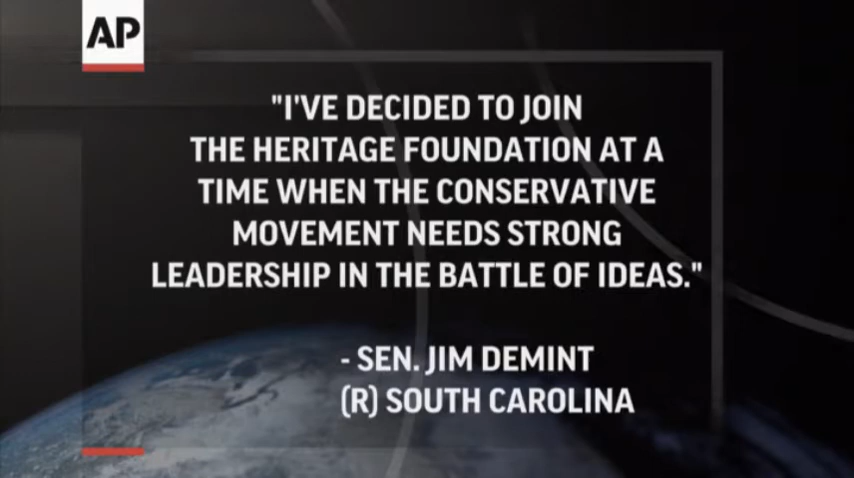 AP
"I'VE DECIDED TO JOIN
THE HERITAGE FOUNDATION AT A
TIME WHEN THE CONSERVATIVE
MOVEMENT NEEDS STRONG
LEADERSHIP IN THE BATTLE OF IDEAS."
- SEN. JIM DEMINT
(R) SOUTH CAROLINA